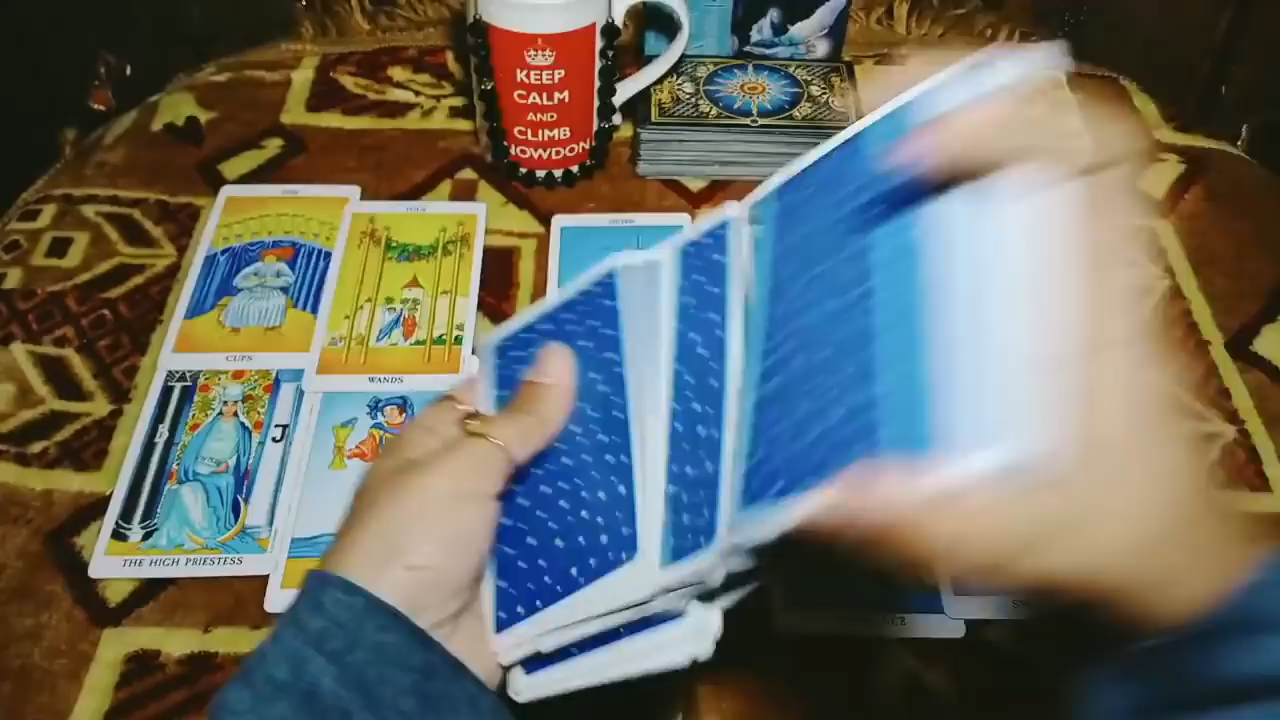 KEEP
CALM
AND
CLIMB
NOWDON
CUPS
FOUR
WANDS
B
J
THE HIGH PRIESTESS